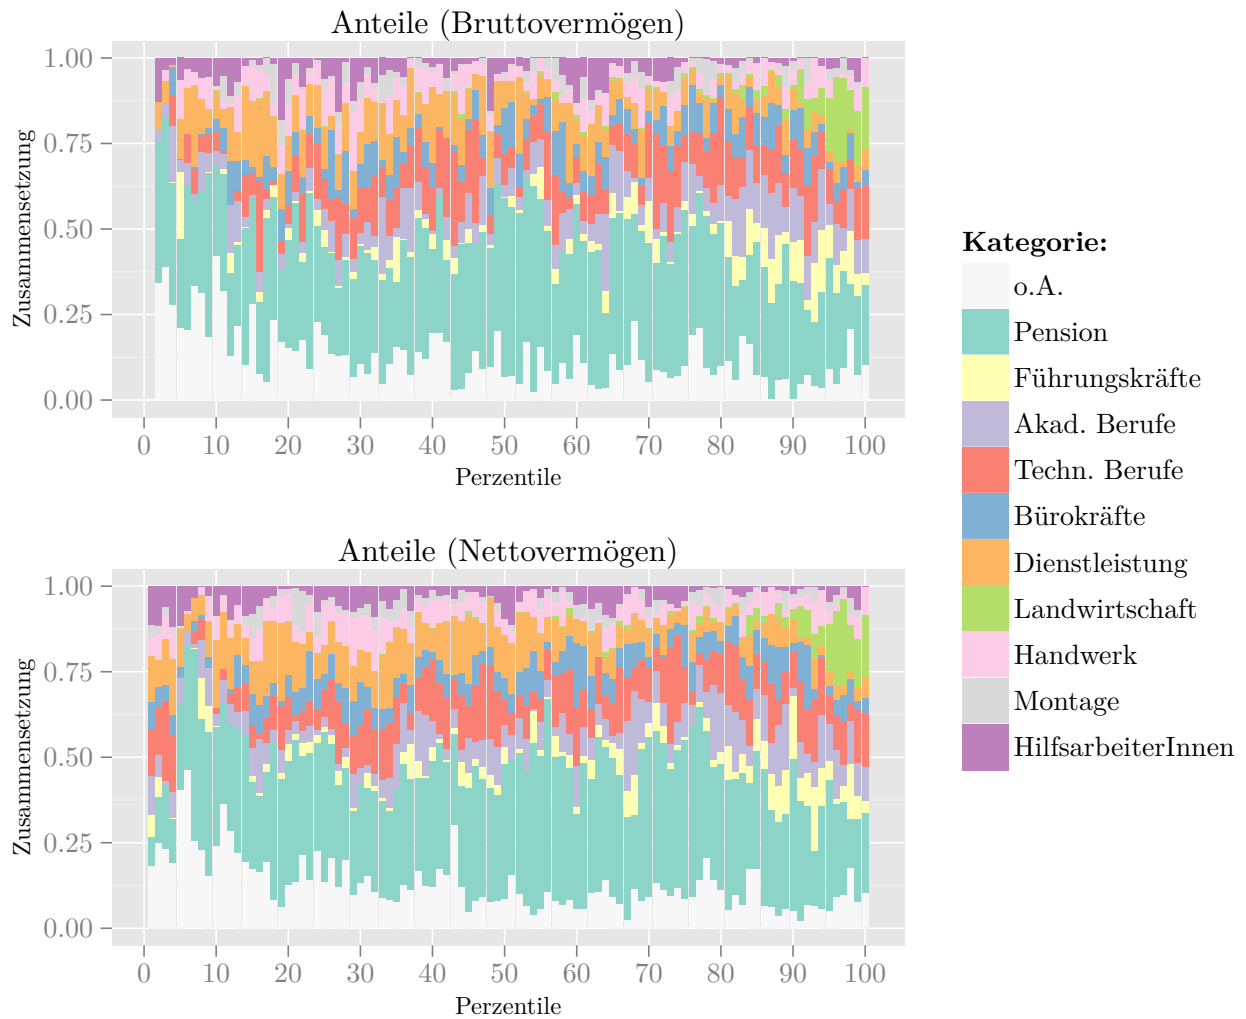 Anteile (Bruttovermögen)
1.00
0.75
0.50
0.25
0.00
Zusammensetzung
0 10 20 30 40 50 60 70 80 90 100
Perzentile
Anteile (Nettovermögen)
1.00
0.75
0.50
0.25
0.00
Zusammensetzung
0 10 20 30 40 50 60 70 80 90 100
Perzentile
Kategorie:
o.A.
Pension
Führungskräfte
Akad. Berufe
Techn. Berufe
Bürokräfte
Dienstleistung
Landwirtschaft
Handwerk
Montage
HilfsarbeiterInnen